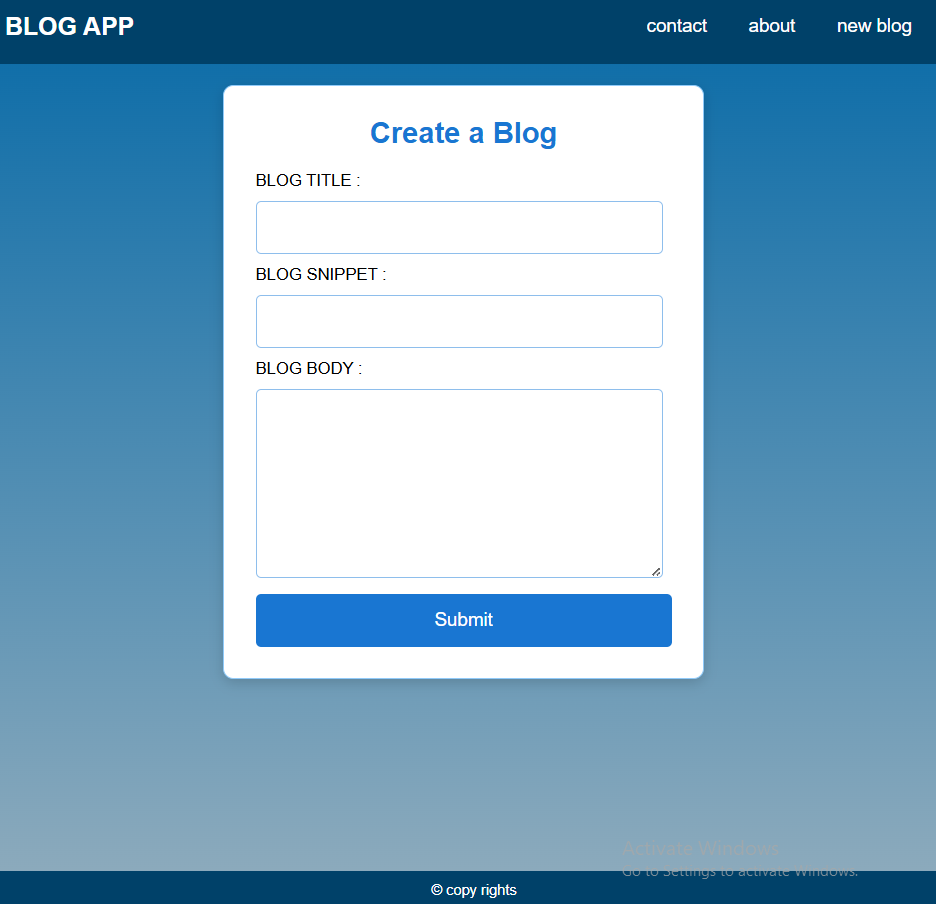 BLOG APP
contact about new blog
Create a Blog
BLOG TITLE :
BLOG SNIPPET :
BLOG BODY :
Submit
Activate Windows
Go to Settings to activate Windows.
© copy rights